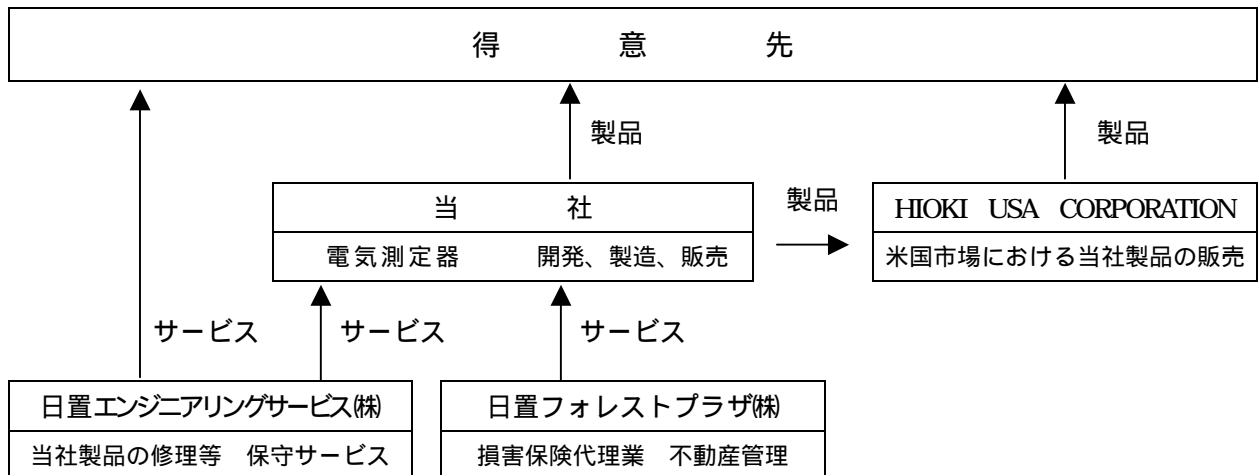 得 意 先
製品
製品
当 社
電気測定器 開発、製造、販売
製品
HIOKI USA CORPORATION
米国市場における当社製品の販売
サービス
サービス
サービス
日置エンジニアリングサービス㈱
当社製品の修理等 保守サービス
日置フォレストプラザ㈱
損害保険代理業 不動産管理